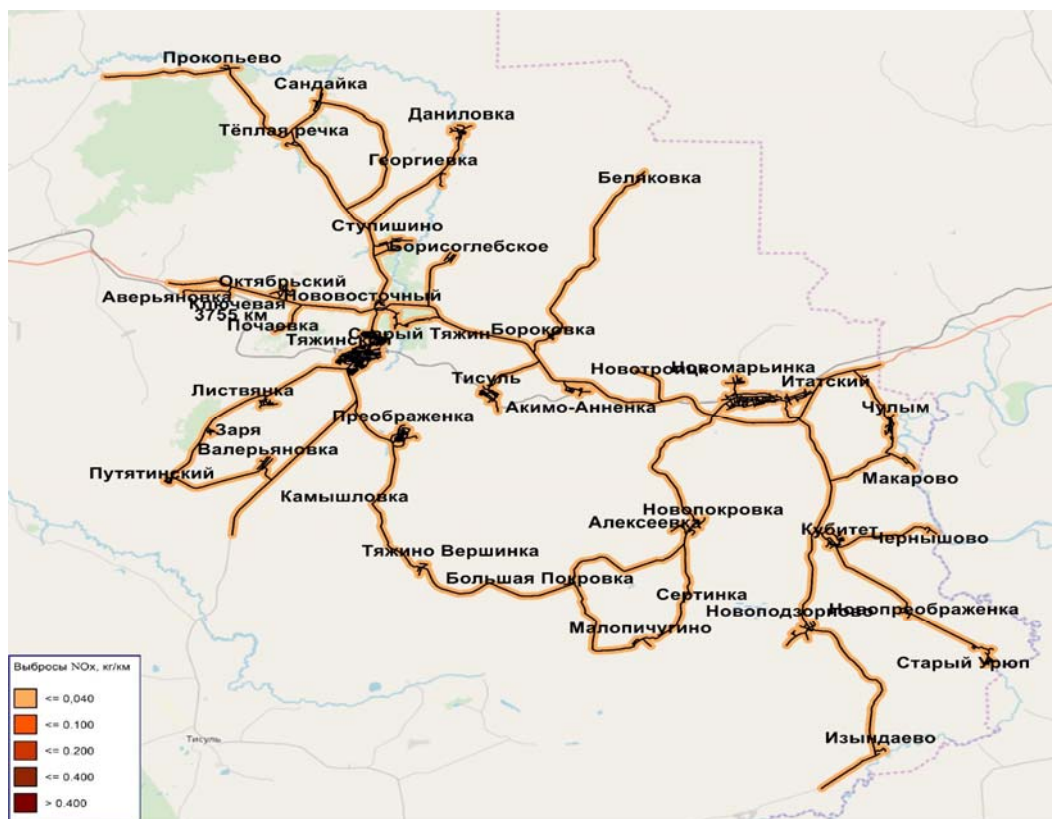 Прокопьево
Сандайка
Даниловка
Тёплая речка
Георгиевка
Беляковка
Ступишино
Борисоглебское
Октябрьский
Аверьяновка
Нововосточный
Ключевая
3755 км
Почаовка
Старый Тяжин
Бороковка
Тяжинский
Новомарьинка
Тисуль
Итатский
Листвянка
Акимо-Анненка
Чулым
Преображенка
Заря
Валерьяновка
Путятинский
Макарово
Камышловка
Новопокровка
Алексеевка
Кубитет
Чернышово
Тяжино Вершинка
Большая Покровка
Сертинка
Новоподзорново
Новопреображенка
Малопичугино
Старый Урюп
Изындаево
Тисуль
Выбросы NOx, кг/км
<= 0,040
<= 0.100
<= 0.200
<= 0.400
> 0.400